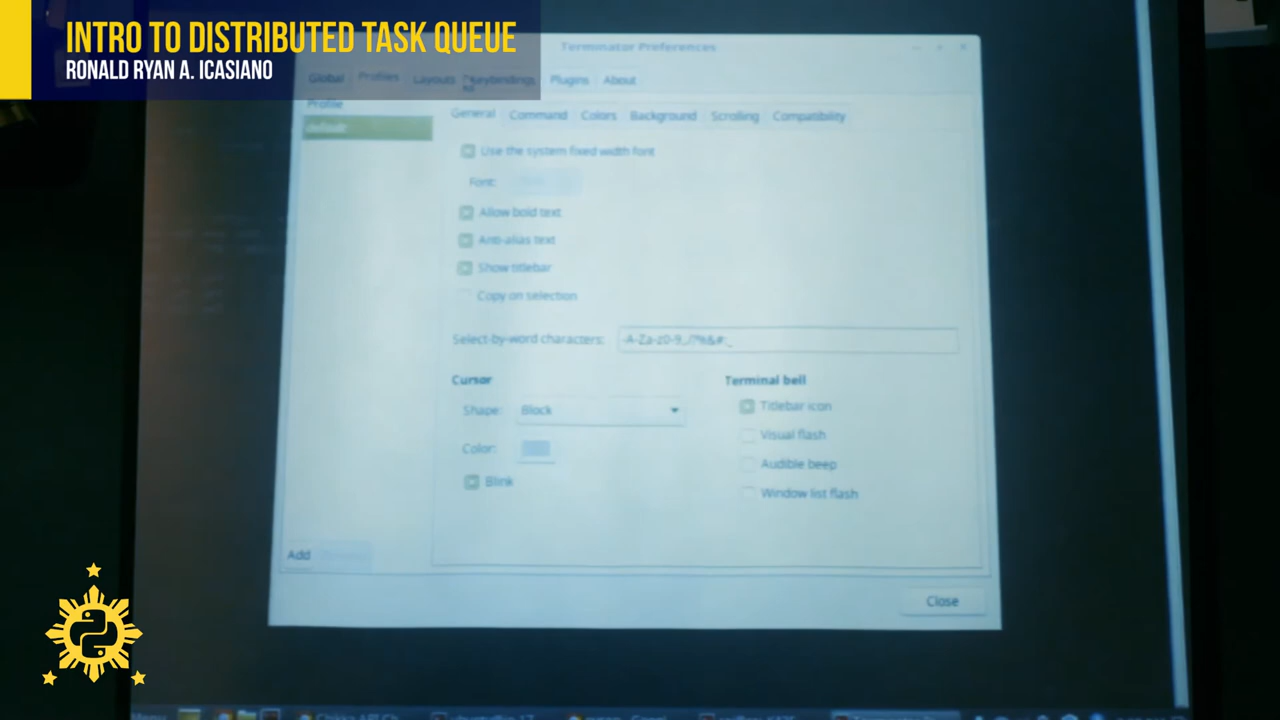 INTRO TO DISTRIBUTED TASK QUEUE
RONALD RYAN A. ICASIANO
Terminator Preferences
Global Profiles Layouts Keybindings Plugins About
Profile
default
General Command Colors Background Scrolling Compatibility
Use the system fixed width font
Font:
Allow bold text
Anti-alias text
Show titlebar
Copy on selection
Select-by-word characters:
Cursor
Shape: Block
Color:
Blink
Terminal bell
Titlebar icon
Visual flash
Audible beep
Window list flash
Add
Close
Menu